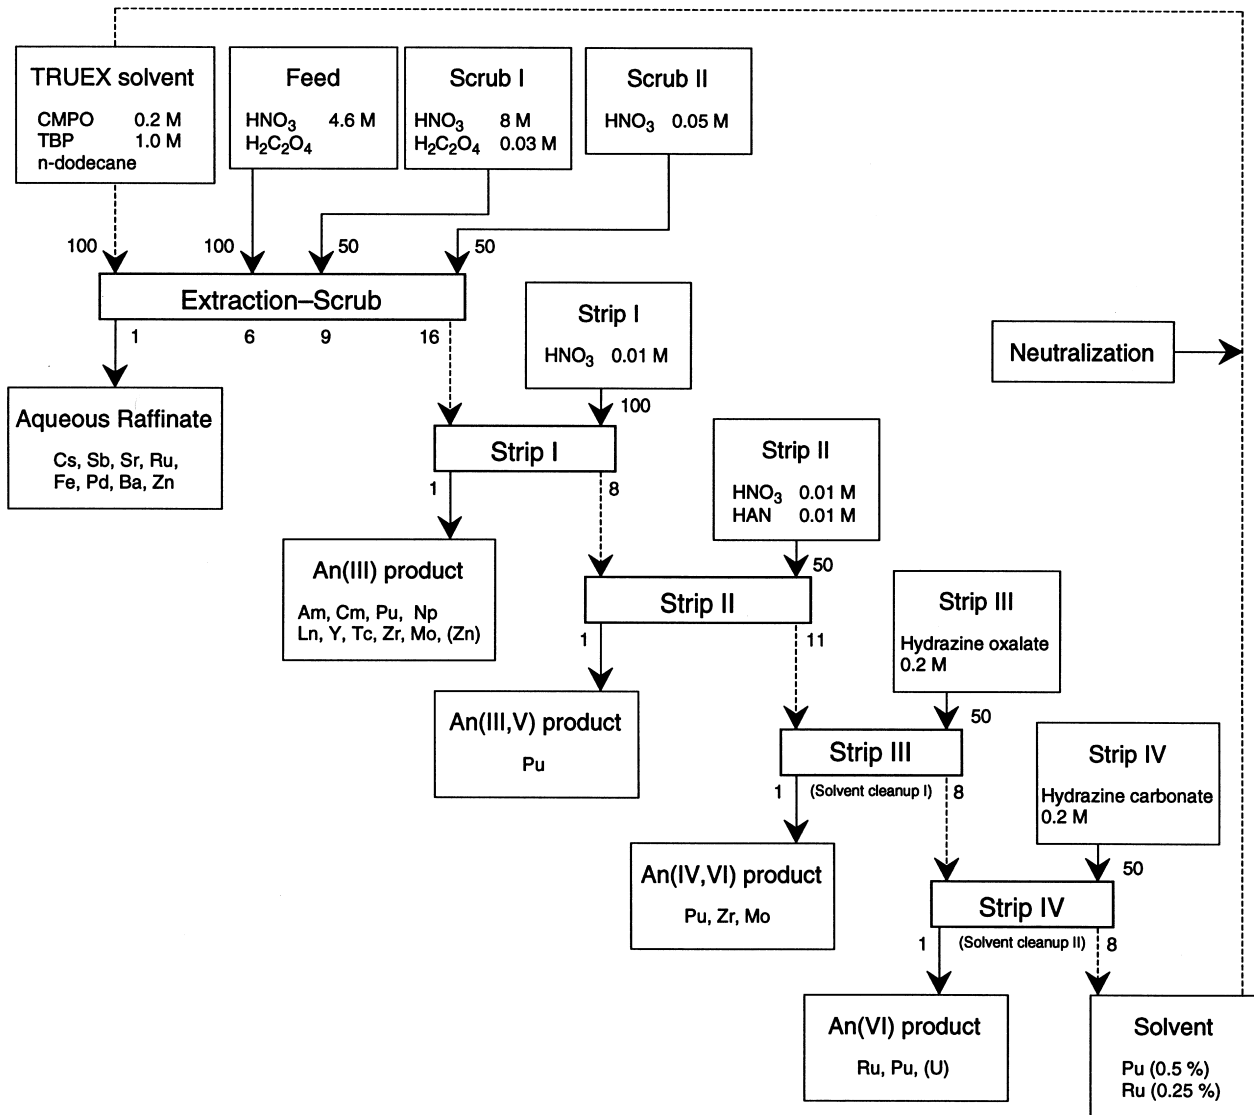 TRUEX solvent
CMPO 0.2 M
TBP 1.0 M
n-dodecane
Feed
HNO3 4.6 M
H2C2O4
Scrub I
HNO3 8 M
H2C2O4 0.03 M
Scrub II
HNO3 0.05 M
100
100
50
50
Extraction–Scrub
1
6
9
16
Aqueous Raffinate
Cs, Sb, Sr, Ru,
Fe, Pd, Ba, Zn
Strip I
HNO3 0.01 M
100
Neutralization
Strip I
1
8
An(III) product
Am, Cm, Pu, Np
Ln, Y, Tc, Zr, Mo, (Zn)
Strip II
HNO3 0.01 M
HAN 0.01 M
50
Strip II
1
11
An(III,V) product
Pu
Strip III
Hydrazine oxalate
0.2 M
50
Strip III
1
(Solvent cleanup I)
8
An(IV,VI) product
Pu, Zr, Mo
Strip IV
Hydrazine carbonate
0.2 M
50
Strip IV
1
(Solvent cleanup II)
8
An(VI) product
Ru, Pu, (U)
Solvent
Pu (0.5 %)
Ru (0.25 %)